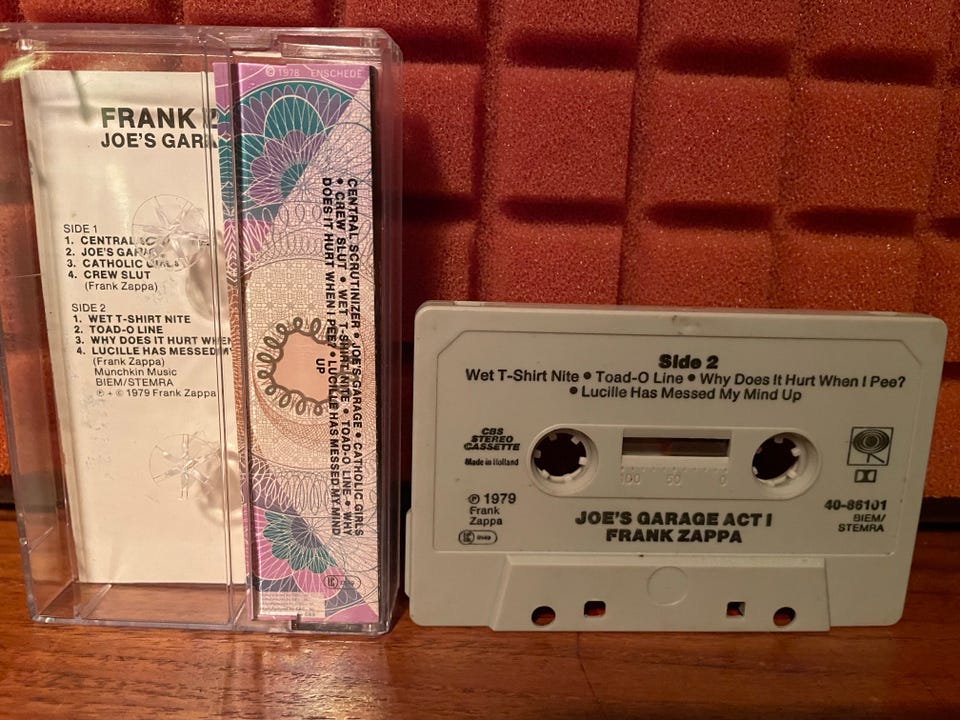 FRANK
JOE'S GARA
SIDE 1
1. CENTRAL SC
2. JOE'S GARA
3. CATHOLIC GIRLS
4. CREW SLUT
(Frank Zappa)
SIDE 2
1. WET T-SHIRT NITE
2. TOAD-O LINE
3. WHY DOES IT HURT WHEN
4. LUCILLE HAS MESSED M
(Frank Zappa)
Munchkin Music
BIEM/STEMRA
℗ + © 1979 Frank Zappa
© 1978 ENSCHEDE
CENTRAL SCRUTINIZER • JOE'S GARAGE • CATHOLIC GIRLS
• CREW SLUT • WET T-SHIRT NITE • TOAD-O LINE • WHY
DOES IT HURT WHEN I PEE? • LUCILLE HAS MESSED MY MIND
UP
Side 2
Wet T-Shirt Nite • Toad-O Line • Why Does It Hurt When I Pee?
• Lucille Has Messed My Mind Up
CBS
STEREO
CASSETTE
Made in Holland
100 50 0
℗ 1979
Frank
Zappa
40-86101
BIEM/
STEMRA
JOE'S GARAGE ACT I
FRANK ZAPPA